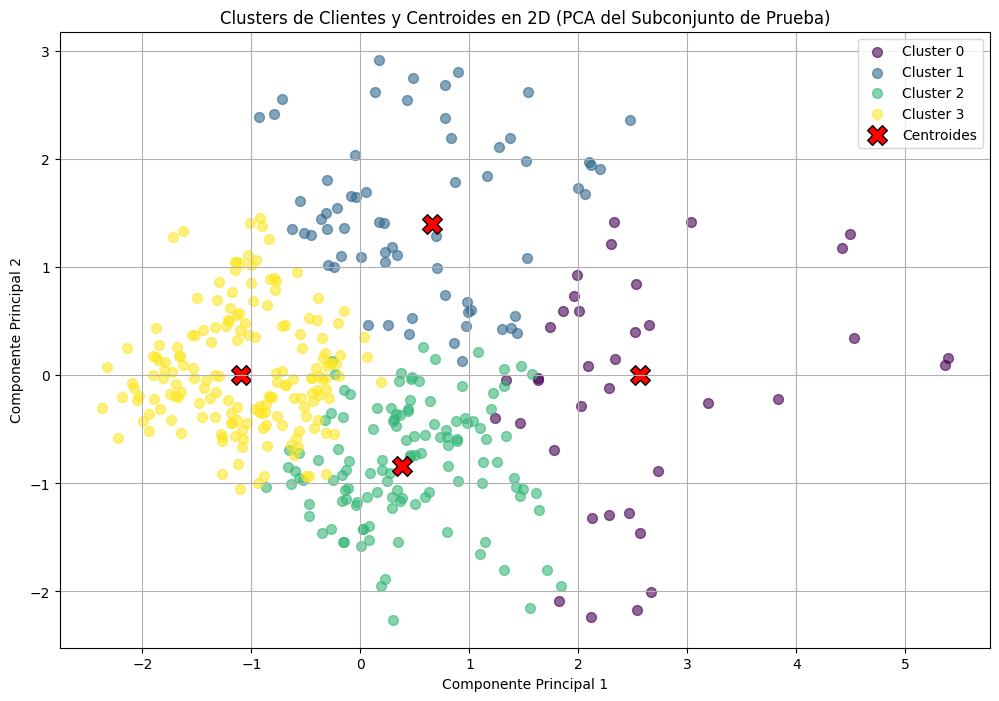 Clusters de Clientes y Centroides en 2D (PCA del Subconjunto de Prueba)
Cluster 0
Cluster 1
Cluster 2
Cluster 3
Centroides
Componente Principal 2
3
2
1
0
−1
−2
−2
−1
0
1
2
3
4
5
Componente Principal 1